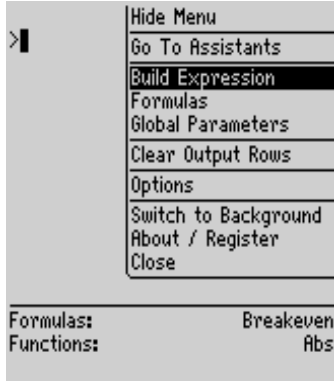 Hide Menu
>
Go To Assistants
Build Expression
Formulas
Global Parameters
Clear Output Rows
Options
Switch to Background
About / Register
Close
Formulas: Breakeven
Functions: Abs